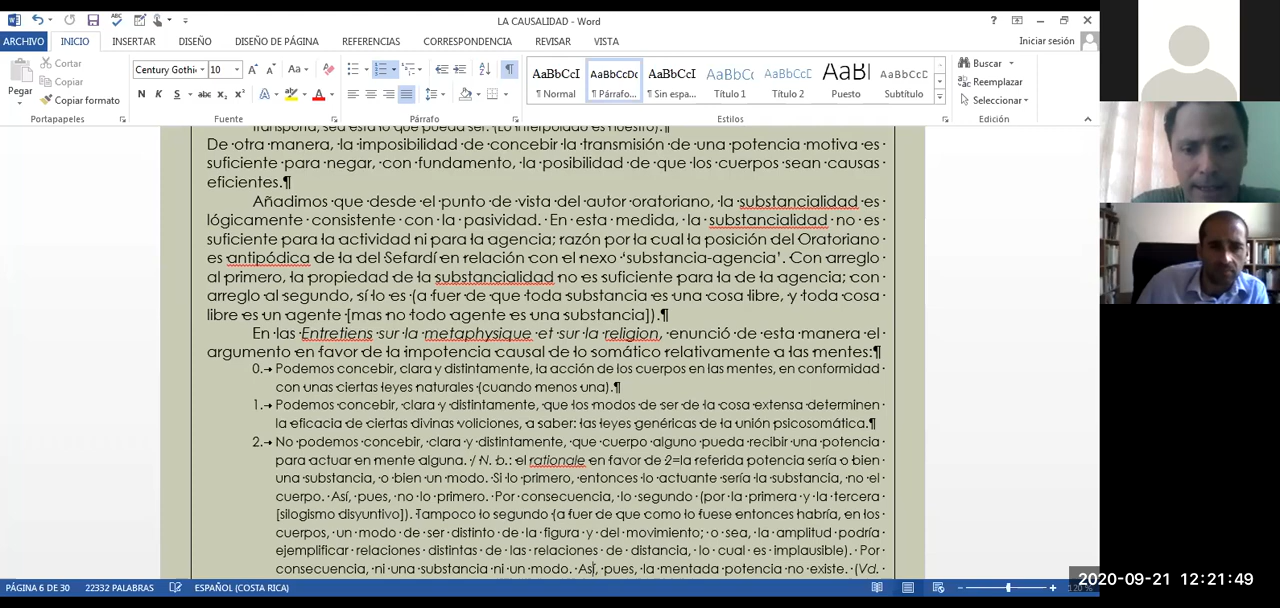 LA CAUSALIDAD - Word
ARCHIVO INICIO INSERTAR DISEÑO DISEÑO DE PÁGINA REFERENCIAS CORRESPONDENCIA REVISAR VISTA Iniciar sesión
Cortar
Copiar
Copiar formato
Pegar
Century Gothi 10
AaBbCcI AaBbCcDc AaBbCcI AaBbC AaBbCcI AaBl AaBbCcD
¶ Normal ¶ Párrafo... ¶ Sin espa... Título 1 Título 2 Puesto Subtítulo
Buscar
Reemplazar
Seleccionar
Portapapeles Fuente Párrafo Estilos Edición
transporta, sea esta lo que pueda ser. (Lo interpolado es nuestro).¶
De otra manera, la imposibilidad de concebir la transmisión de una potencia motiva es
suficiente para negar, con fundamento, la posibilidad de que los cuerpos sean causas
eficientes.¶
Añadimos que desde el punto de vista del autor oratoriano, la substancialidad es
lógicamente consistente con la pasividad. En esta medida, la substancialidad no es
suficiente para la actividad ni para la agencia; razón por la cual la posición del Oratoriano
es antipódica de la del Sefardí en relación con el nexo ‘substancia-agencia’. Con arreglo
al primero, la propiedad de la substancialidad no es suficiente para la de la agencia; con
arreglo al segundo, sí lo es (a fuer de que toda substancia es una cosa libre, y toda cosa
libre es un agente [mas no todo agente es una substancia]).¶
En las Entretiens sur la metaphysique et sur la religion, enunció de esta manera el
argumento en favor de la impotencia causal de lo somático relativamente a las mentes:¶
0.→ Podemos concebir, clara y distintamente, la acción de los cuerpos en las mentes, en conformidad
con unas ciertas leyes naturales (cuando menos una).¶
1.→ Podemos concebir, clara y distintamente, que los modos de ser de la cosa extensa determinen
la eficacia de ciertas divinas voliciones, a saber: las leyes genéricas de la unión psicosomática.¶
2.→ No podemos concebir, clara y distintamente, que cuerpo alguno pueda recibir una potencia
para actuar en mente alguna. / N. b.: el rationale en favor de 2=la referida potencia sería o bien
una substancia, o bien un modo. Si lo primero, entonces lo actuante sería la substancia, no el
cuerpo. Así, pues, no lo primero. Por consecuencia, lo segundo (por la primera y la tercera
[silogismo disyuntivo]). Tampoco lo segundo (a fuer de que como lo fuese entonces habría, en los
cuerpos, un modo de ser distinto de la figura y del movimiento; o sea, la amplitud podría
ejemplificar relaciones distintas de las relaciones de distancia, lo cual es implausible). Por
consecuencia, ni una substancia ni un modo. Así, pues, la mentada potencia no existe. (Vd.
PÁGINA 6 DE 30 22332 PALABRAS ESPAÑOL (COSTA RICA) 120 %
2020-09-21 12:21:49